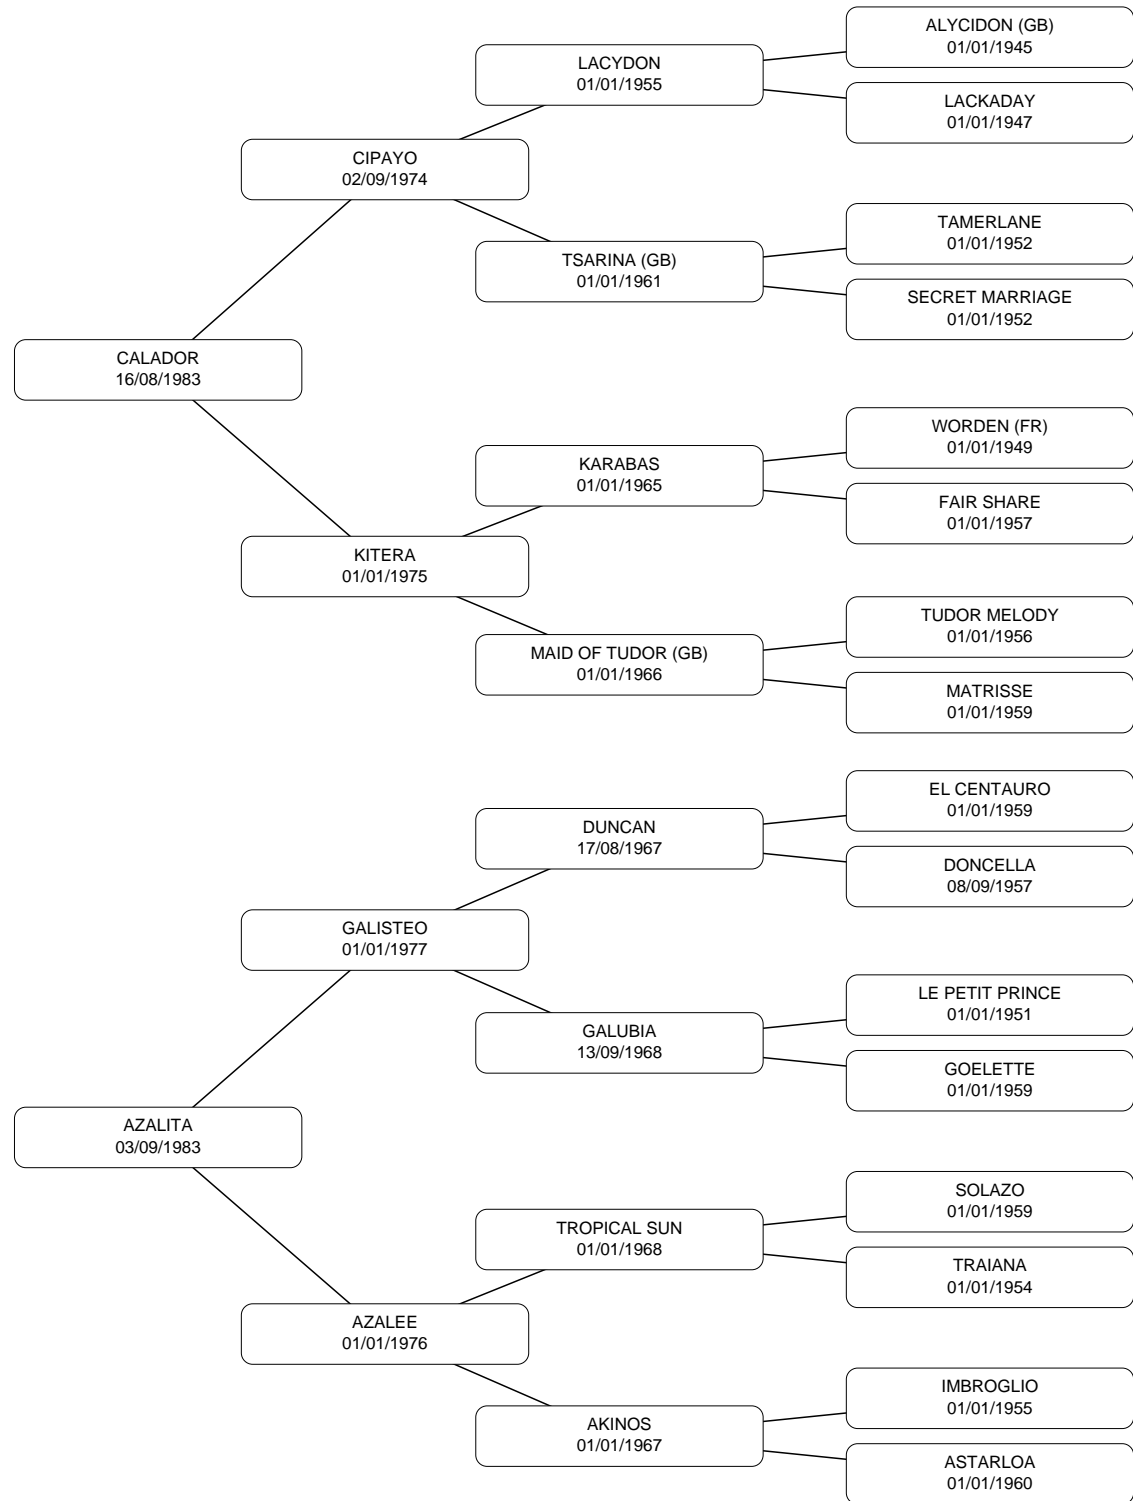 ALYCIDON (GB)
01/01/1945
LACYDON
01/01/1955
LACKADAY
01/01/1947
CIPAYO
02/09/1974
TAMERLANE
01/01/1952
TSARINA (GB)
01/01/1961
SECRET MARRIAGE
01/01/1952
CALADOR
16/08/1983
WORDEN (FR)
01/01/1949
KARABAS
01/01/1965
FAIR SHARE
01/01/1957
KITERA
01/01/1975
TUDOR MELODY
01/01/1956
MAID OF TUDOR (GB)
01/01/1966
MATRISSE
01/01/1959
EL CENTAURO
01/01/1959
DUNCAN
17/08/1967
DONCELLA
08/09/1957
GALISTEO
01/01/1977
LE PETIT PRINCE
01/01/1951
GALUBIA
13/09/1968
GOELETTE
01/01/1959
AZALITA
03/09/1983
SOLAZO
01/01/1959
TROPICAL SUN
01/01/1968
TRAIANA
01/01/1954
AZALEE
01/01/1976
IMBROGLIO
01/01/1955
AKINOS
01/01/1967
ASTARLOA
01/01/1960